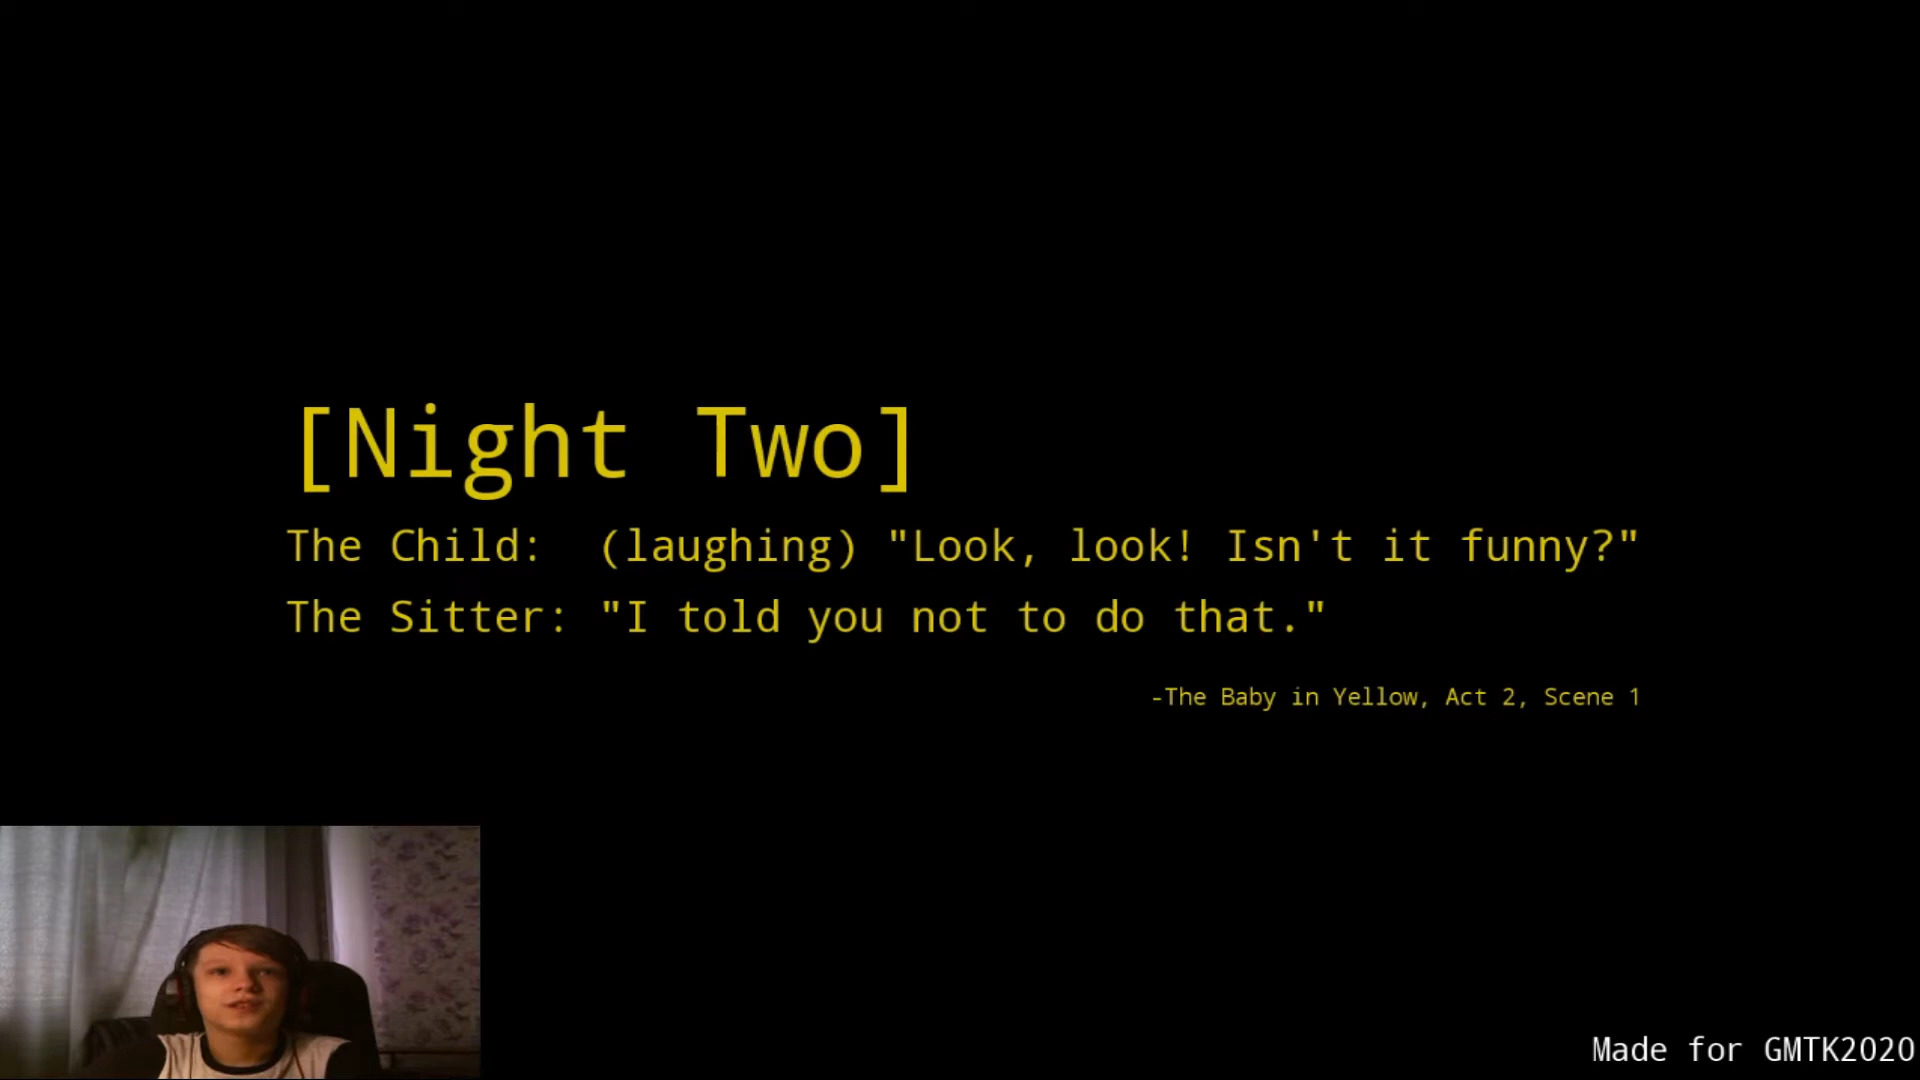 [Night Two]
The Child:  (laughing) "Look, look! Isn't it funny?"
The Sitter: "I told you not to do that."
-The Baby in Yellow, Act 2, Scene 1
Made for GMTK2020